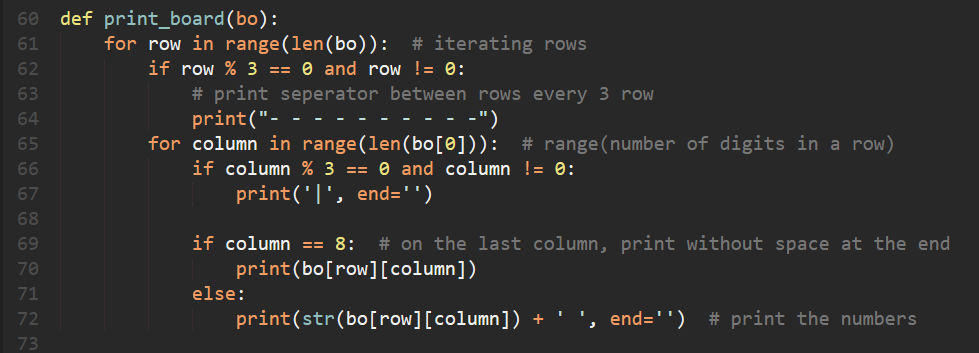 60 def print_board(bo):
61     for row in range(len(bo)):  # iterating rows
62         if row % 3 == 0 and row != 0:
63             # print seperator between rows every 3 row
64             print("- - - - - - - - - -")
65         for column in range(len(bo[0])):  # range(number of digits in a row)
66             if column % 3 == 0 and column != 0:
67                 print('|', end='')
68
69             if column == 8:  # on the last column, print without space at the end
70                 print(bo[row][column])
71             else:
72                 print(str(bo[row][column]) + ' ', end='')  # print the numbers
73